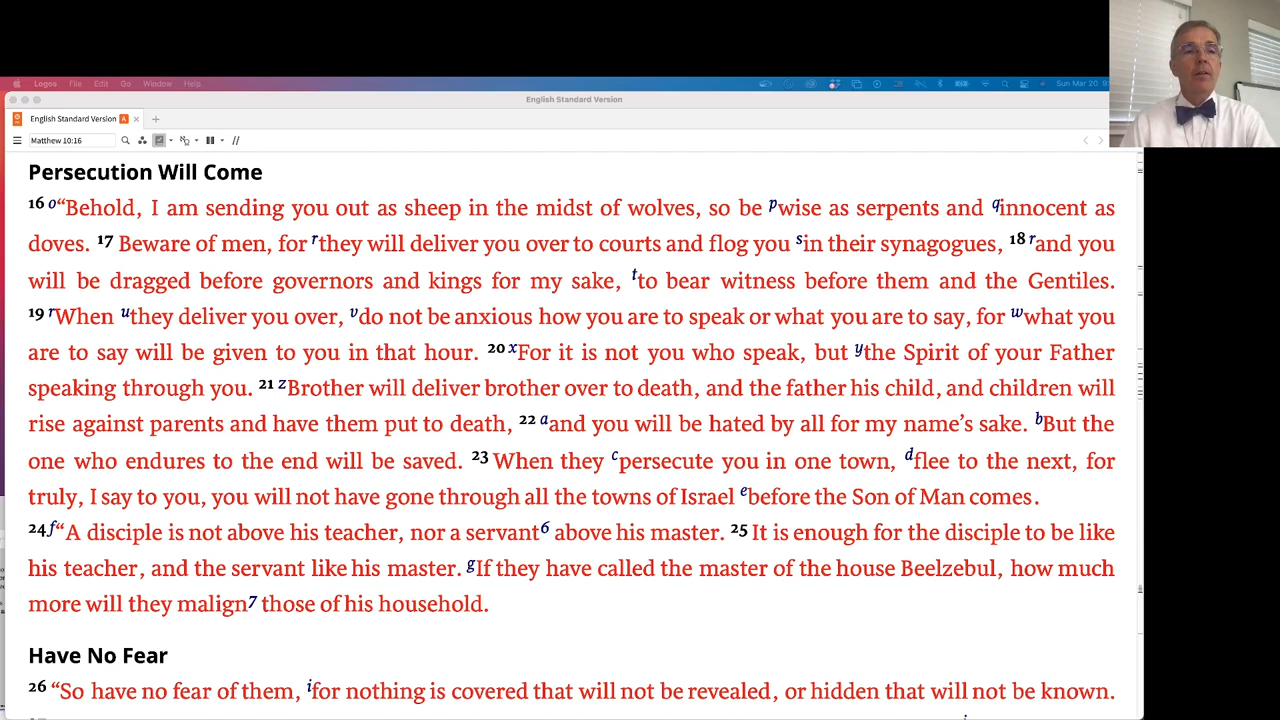 Logos File Edit Go Window Help Sun Mar 20
English Standard Version
English Standard Version A
Matthew 10:16
Persecution Will Come
16 o“Behold, I am sending you out as sheep in the midst of wolves, so be pwise as serpents and qinnocent as
doves. 17 Beware of men, for rthey will deliver you over to courts and flog you sin their synagogues, 18 rand you
will be dragged before governors and kings for my sake, tto bear witness before them and the Gentiles.
19 rWhen uthey deliver you over, vdo not be anxious how you are to speak or what you are to say, for wwhat you
are to say will be given to you in that hour. 20 xFor it is not you who speak, but ythe Spirit of your Father
speaking through you. 21 zBrother will deliver brother over to death, and the father his child, and children will
rise against parents and have them put to death, 22 aand you will be hated by all for my name’s sake. bBut the
one who endures to the end will be saved. 23 When they cpersecute you in one town, dflee to the next, for
truly, I say to you, you will not have gone through all the towns of Israel ebefore the Son of Man comes.
24 f“A disciple is not above his teacher, nor a servant6 above his master. 25 It is enough for the disciple to be like
his teacher, and the servant like his master. gIf they have called the master of the house Beelzebul, how much
more will they malign7 those of his household.
Have No Fear
26 “So have no fear of them, ifor nothing is covered that will not be revealed, or hidden that will not be known.